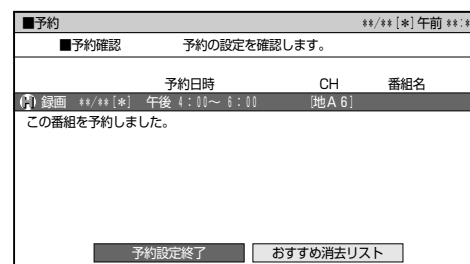 ■予約 **/**[*]午前 **:*
■予約確認 予約の設定を確認します。
予約日時 CH 番組名
録画 **/**[*] 午後 4:00～ 6:00 [地A 6]
この番組を予約しました。
予約設定終了 おすすめ消去リスト